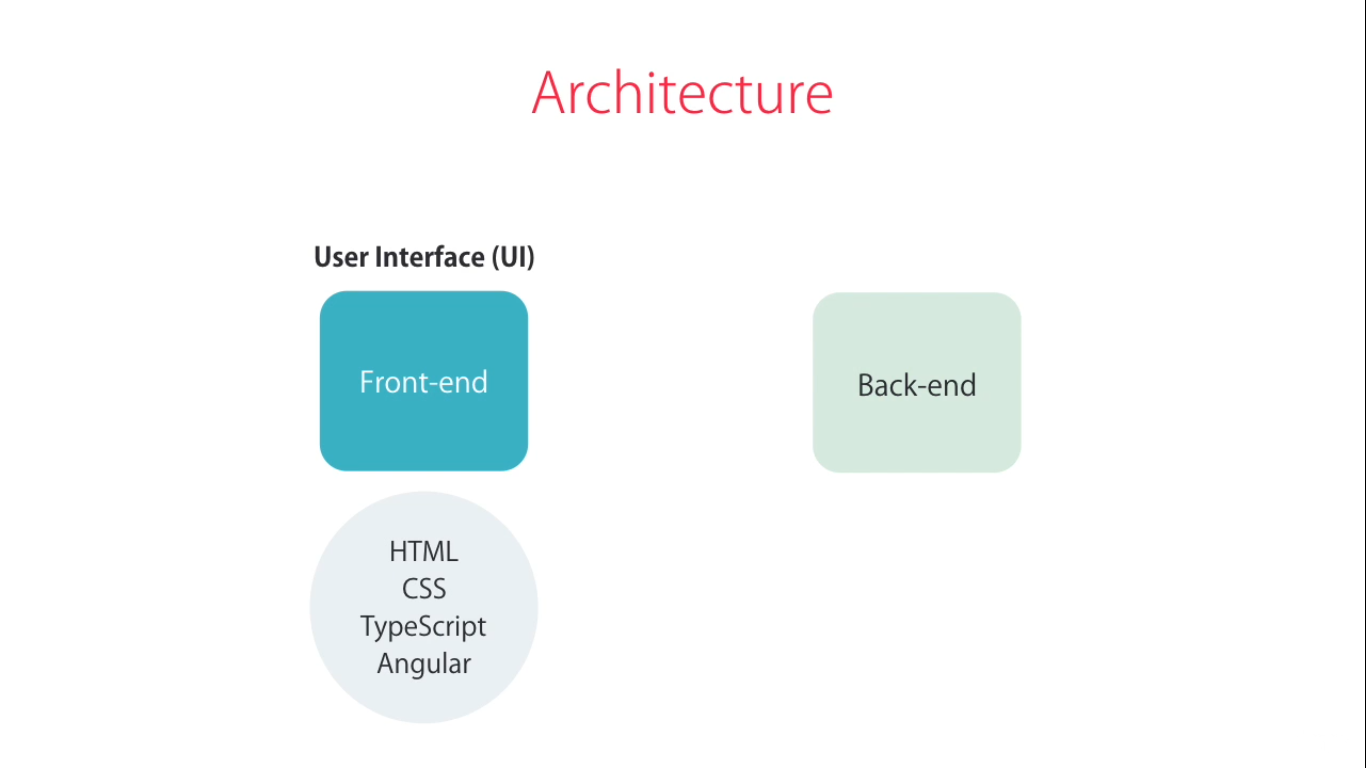 Architecture
User Interface (UI)
Front-end
Back-end
HTML
CSS
TypeScript
Angular